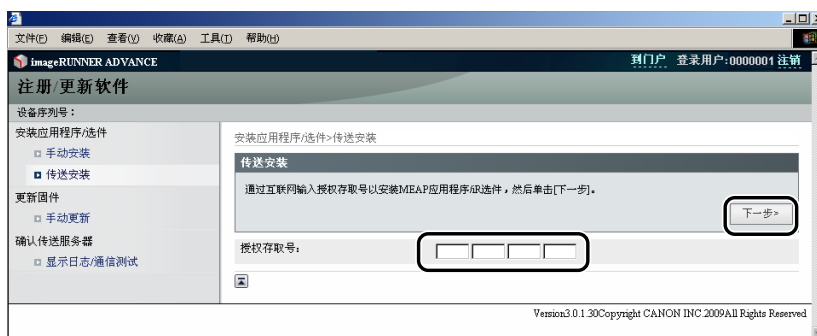 文件(F) 编辑(E) 查看(V) 收藏(A) 工具(T) 帮助(H)
imageRUNNER ADVANCE 到门户 登录用户:0000001 注销
注册/更新软件
设备序列号：
安装应用程序/选件
手动安装
传送安装
更新固件
手动更新
确认传送服务器
显示日志/通信测试
安装应用程序/选件>传送安装
传送安装
通过互联网输入授权存取号以安装MEAP应用程序/iR选件，然后单击[下一步]。
下一步>
授权存取号：
Version3.0.1.30Copyright CANON INC.2009All Rights Reserved